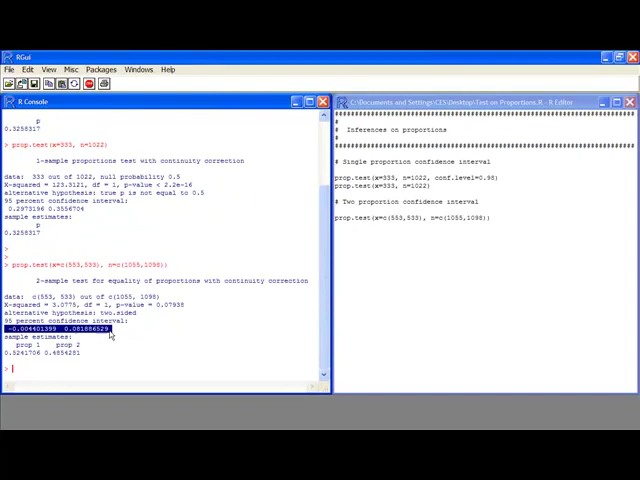 RGui
File Edit View Misc Packages Windows Help
R Console
p
0.3258317
> prop.test(x=333, n=1022)
1-sample proportions test with continuity correction
data: 333 out of 1022, null probability 0.5
X-squared = 123.3121, df = 1, p-value < 2.2e-16
alternative hypothesis: true p is not equal to 0.5
95 percent confidence interval:
0.2973196 0.3556704
sample estimates:
p
0.3258317
>
>
> prop.test(x=c(553,533), n=c(1055,1098))
2-sample test for equality of proportions with continuity correction
data: c(553, 533) out of c(1055, 1098)
X-squared = 3.0775, df = 1, p-value = 0.07938
alternative hypothesis: two.sided
95 percent confidence interval:
-0.004401399 0.081886529
sample estimates:
prop 1 prop 2
0.5241706 0.4854281
>
C:\Documents and Settings\CES\Desktop\Test on Proportions.R - R Editor
##################################################
#
# Inferences on proportions
#
##################################################
# Single proportion confidence interval
prop.test(x=333, n=1022, conf.level=0.98)
prop.test(x=333, n=1022)
# Two proportion confidence interval
prop.test(x=c(553,533), n=c(1055,1098))